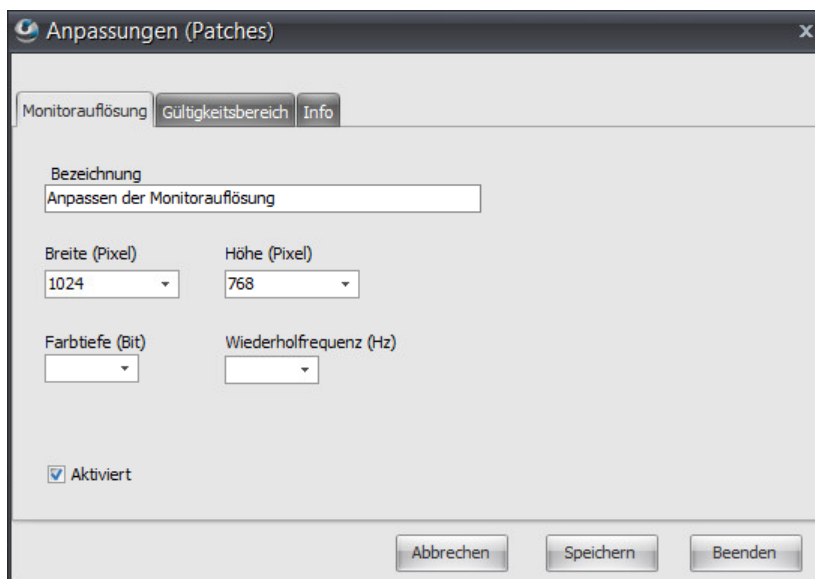 Anpassungen (Patches)
x
Monitorauflösung Gültigkeitsbereich Info
Bezeichnung
Anpassen der Monitorauflösung
Breite (Pixel) Höhe (Pixel)
1024 768
Farbtiefe (Bit) Wiederholfrequenz (Hz)
Aktiviert
Abbrechen Speichern Beenden